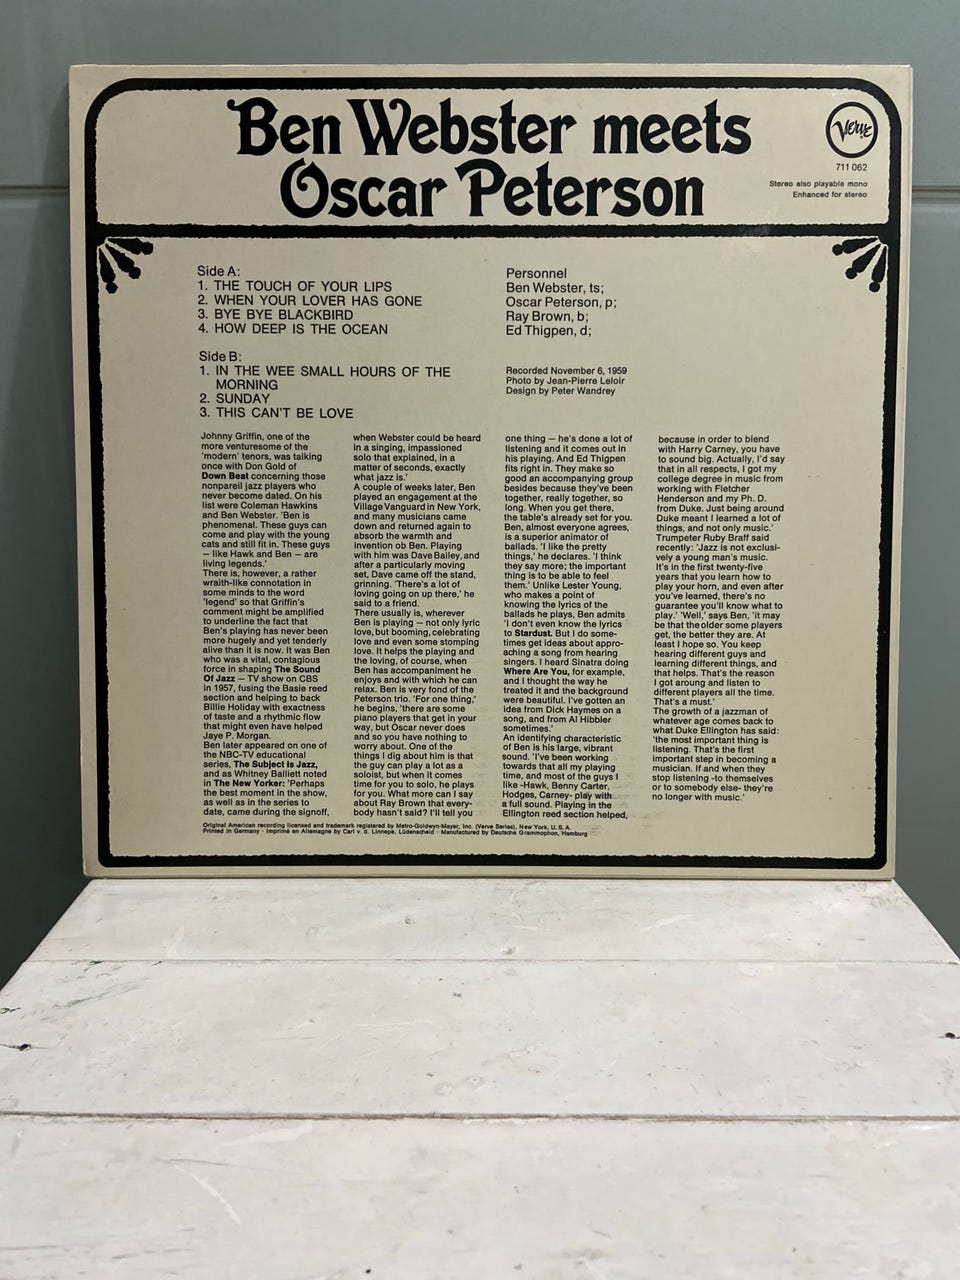 Ben Webster meets
Oscar Peterson
Verve
711 062
Stereo also playable mono
Enhanced for stereo
Side A:
1. THE TOUCH OF YOUR LIPS
2. WHEN YOUR LOVER HAS GONE
3. BYE BYE BLACKBIRD
4. HOW DEEP IS THE OCEAN
Side B:
1. IN THE WEE SMALL HOURS OF THE
MORNING
2. SUNDAY
3. THIS CAN'T BE LOVE
Personnel
Ben Webster, ts;
Oscar Peterson, p;
Ray Brown, b;
Ed Thigpen, d;
Recorded November 6, 1959
Photo by Jean-Pierre Leloir
Design by Peter Wandrey
Johnny Griffin, one of the
more venturesome of the
'modern' tenors, was talking
once with Don Gold of
Down Beat concerning those
nonpareil jazz players who
never become dated. On his
list were Coleman Hawkins
and Ben Webster. 'Ben is
phenomenal. These guys can
come and play with the young
cats and still fit in. These guys
— like Hawk and Ben — are
living legends.'
There is, however, a rather
wraith-like connotation in
some minds to the word
'legend' so that Griffin's
comment might be amplified
to underline the fact that
Ben's playing has never been
more hugely and yet tenderly
alive than it is now. It was Ben
who was a vital, contagious
force in shaping The Sound
Of Jazz — TV show on CBS
in 1957, fusing the Basie reed
section and helping to back
Billie Holiday with exactness
of taste and a rhythmic flow
that might even have helped
Jaye P. Morgan.
Ben later appeared on one of
the NBC-TV educational
series, The Subject Is Jazz,
and as Whitney Balliett noted
in The New Yorker: 'Perhaps
the best moment in the show,
as well as in the series to
date, came during the signoff,
when Webster could be heard
in a singing, impassioned
solo that explained, in a
matter of seconds, exactly
what jazz is.'
A couple of weeks later, Ben
played an engagement at the
Village Vanguard in New York,
and many musicians came
down and returned again to
absorb the warmth and
invention ob Ben. Playing
with him was Dave Bailey, and
after a particularly moving
set, Dave came off the stand,
grinning. 'There's a lot of
loving going on up there,' he
said to a friend.
There usually is, wherever
Ben is playing — not only lyric
love, but booming, celebrating
love and even some stomping
love. It helps the playing and
the loving, of course, when
Ben has accompaniment he
enjoys and with which he can
relax. Ben is very fond of the
Peterson trio. 'For one thing,'
he begins, 'there are some
piano players that get in your
way, but Oscar never does
and so you have nothing to
worry about. One of the
things I dig about him is that
the guy can play a lot as a
soloist, but when it comes
time for you to solo, he plays
for you. What more can I say
about Ray Brown that every-
body hasn't said? I'll tell you
one thing — he's done a lot of
listening and it comes out in
his playing. And Ed Thigpen
fits right in. They make so
good an accompanying group
besides because they've been
together, really together, so
long. When you get there,
the table's already set for you.
Ben, almost everyone agrees,
is a superior animator of
ballads. 'I like the pretty
things,' he declares. 'I think
they say more; the important
thing is to be able to feel
them.' Unlike Lester Young,
who makes a point of
knowing the lyrics of the
ballads he plays, Ben admits
'I don't even know the lyrics
to Stardust. But I do some-
times get ideas about appro-
aching a song from hearing
singers. I heard Sinatra doing
Where Are You, for example,
and I thought the way he
treated it and the background
were beautiful. I've gotten an
idea from Dick Haymes on a
song, and from Al Hibbler
sometimes.'
An identifying characteristic
of Ben is his large, vibrant
sound. 'I've been working
towards that all my playing
time, and most of the guys I
like -Hawk, Benny Carter,
Hodges, Carney- play with
a full sound. Playing in the
Ellington reed section helped,
because in order to blend
with Harry Carney, you have
to sound big. Actually, I'd say
that in all respects, I got my
college degree in music from
working with Fletcher
Henderson and my Ph. D.
from Duke. Just being around
Duke meant I learned a lot of
things, and not only music.'
Trumpeter Ruby Braff said
recently: 'Jazz is not exclusi-
vely a young man's music.
It's in the first twenty-five
years that you learn how to
play your horn, and even after
you've learned, there's no
guarantee you'll know what to
play.' 'Well,' says Ben, 'it may
be that the older some players
get, the better they are. At
least I hope so. You keep
hearing different guys and
learning different things, and
that helps. That's the reason
I got around and listen to
different players all the time.
That's a must.'
The growth of a jazzman of
whatever age comes back to
what Duke Ellington has said:
'the most important thing is
listening. That's the first
important step in becoming a
musician. If and when they
stop listening -to themselves
or to somebody else- they're
no longer with music.'
Original American recording licensed and trademark registered by Metro-Goldwyn-Mayer, Inc. (Verve Series), New York, U.S.A.
Printed in Germany - Imprimé en Allemagne by Carl v. d. Linnepe, Lüdenscheid - Manufactured by Deutsche Grammophon, Hamburg